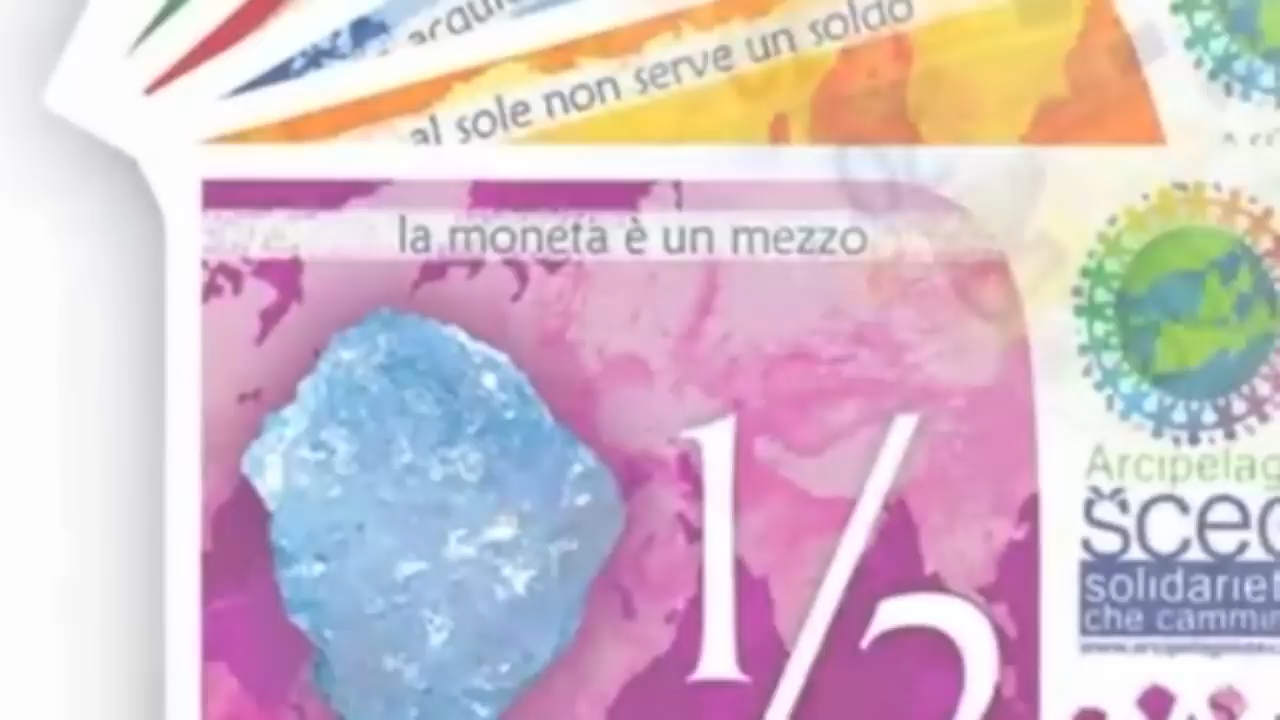 al sole non serve un soldo
la moneta è un mezzo
1/2
Arcipelag
šcec
solidariet
che cammin